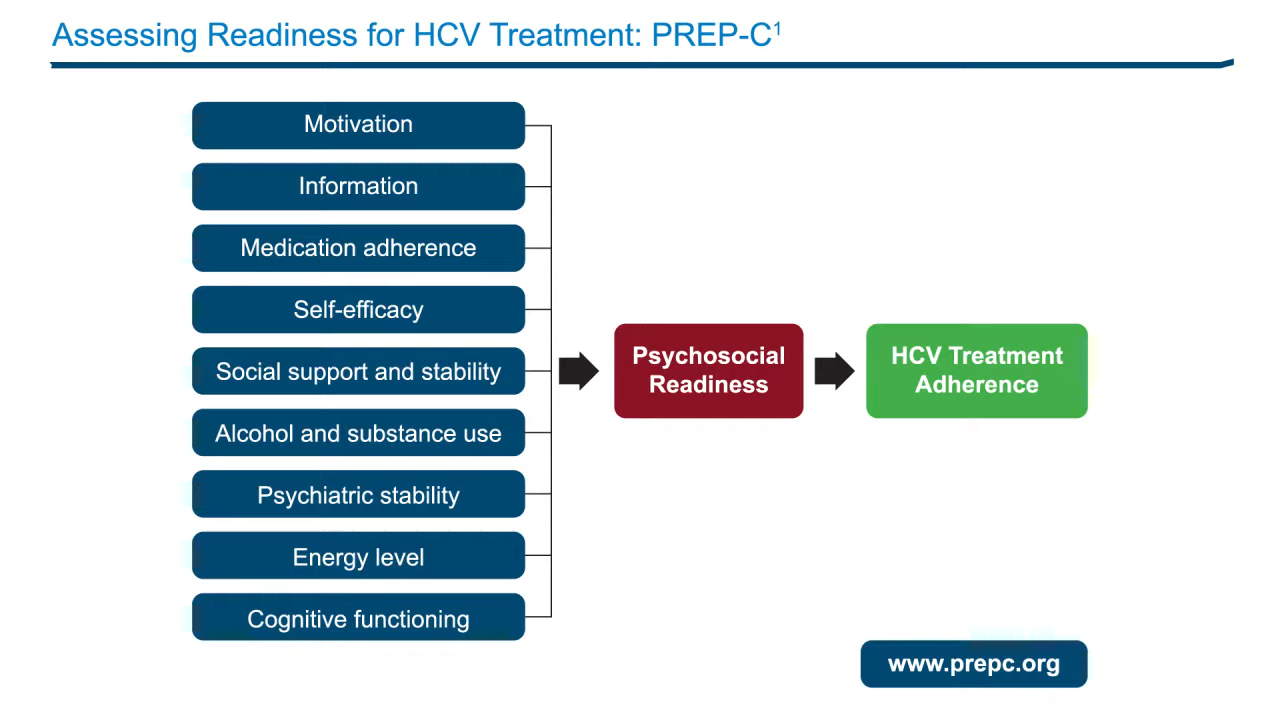 Assessing Readiness for HCV Treatment: PREP-C¹
Motivation
Information
Medication adherence
Self-efficacy
Social support and stability
Alcohol and substance use
Psychiatric stability
Energy level
Cognitive functioning
Psychosocial
Readiness
HCV Treatment
Adherence
www.prepc.org